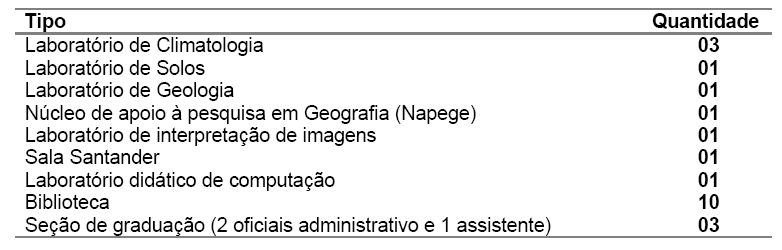 Tipo Quantidade
Laboratório de Climatologia 03
Laboratório de Solos 01
Laboratório de Geologia 01
Núcleo de apoio à pesquisa em Geografia (Napege) 01
Laboratório de interpretação de imagens 01
Sala Santander 01
Laboratório didático de computação 01
Biblioteca 10
Seção de graduação (2 oficiais administrativo e 1 assistente) 03